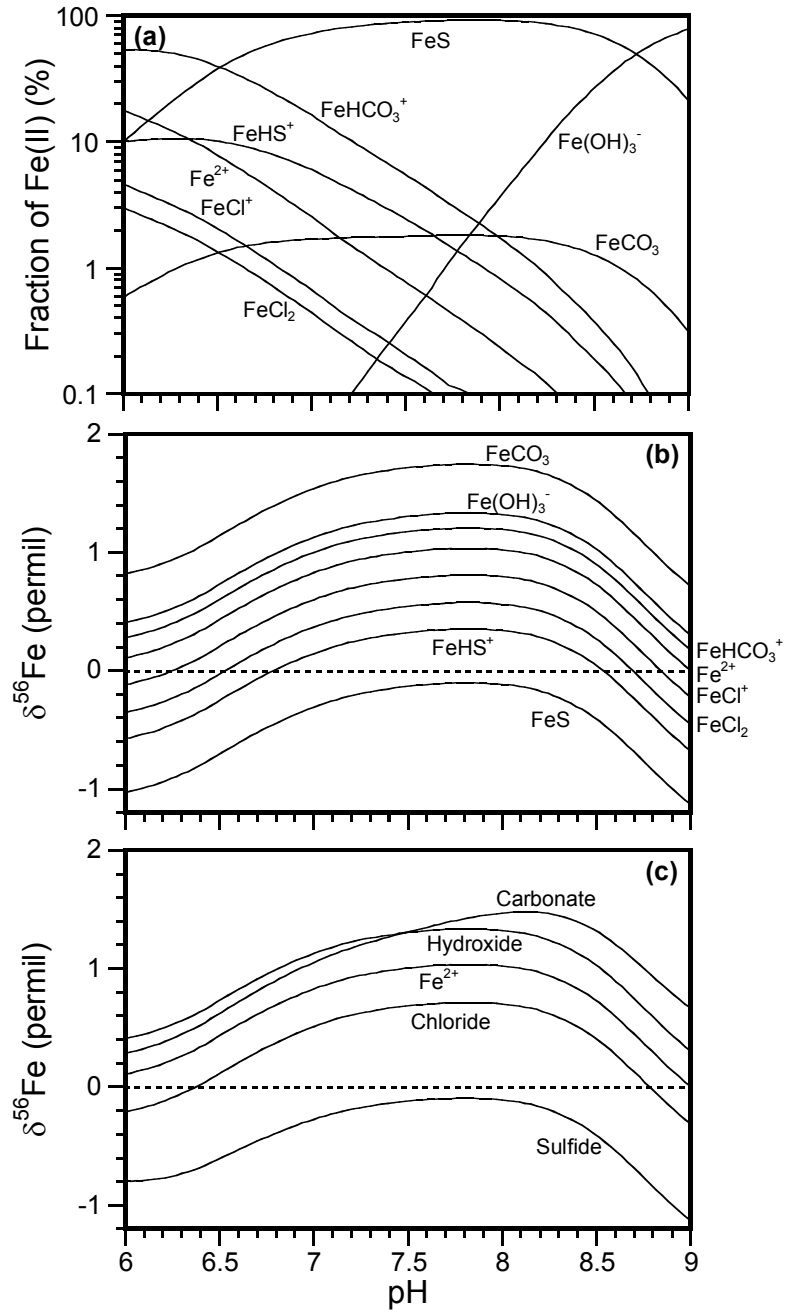 (a)
100
10
1
0.1
Fraction of Fe(II) (%)
FeS
FeHCO₃⁺
FeHS⁺
Fe(OH)₃⁻
Fe²⁺
FeCl⁺
FeCO₃
FeCl₂
(b)
2
1
0
-1
δ⁵⁶Fe (permil)
FeCO₃
Fe(OH)₃⁻
FeHS⁺
FeS
FeHCO₃⁺
Fe²⁺
FeCl⁺
FeCl₂
(c)
2
1
0
-1
δ⁵⁶Fe (permil)
Carbonate
Hydroxide
Fe²⁺
Chloride
Sulfide
6 6.5 7 7.5 8 8.5 9
pH